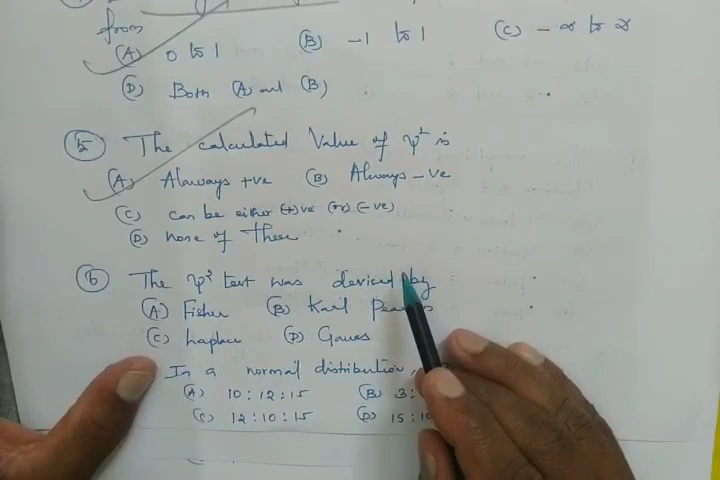 from
(A) 0 to 1 (B) -1 to 1 (C) - ∝ to ∝
(D) Both (A) and (B)
(5) The calculated Value of ψ² is
(A) Always +ve (B) Always -ve
(C) can be either (+)ve (or) (-ve)
(D) none of These
(6) The ψ² test was devised by
(A) Fisher (B) Karl
(C) Laplace (D) Gauss
In a normal distribution,
(A) 10:12:15 (B) 3:
(C) 12:10:15 (D) 15:10